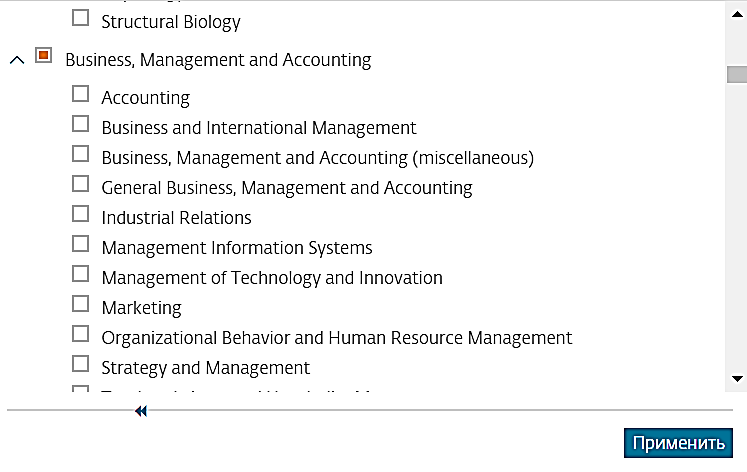 Structural Biology
Business, Management and Accounting
Accounting
Business and International Management
Business, Management and Accounting (miscellaneous)
General Business, Management and Accounting
Industrial Relations
Management Information Systems
Management of Technology and Innovation
Marketing
Organizational Behavior and Human Resource Management
Strategy and Management
Применить